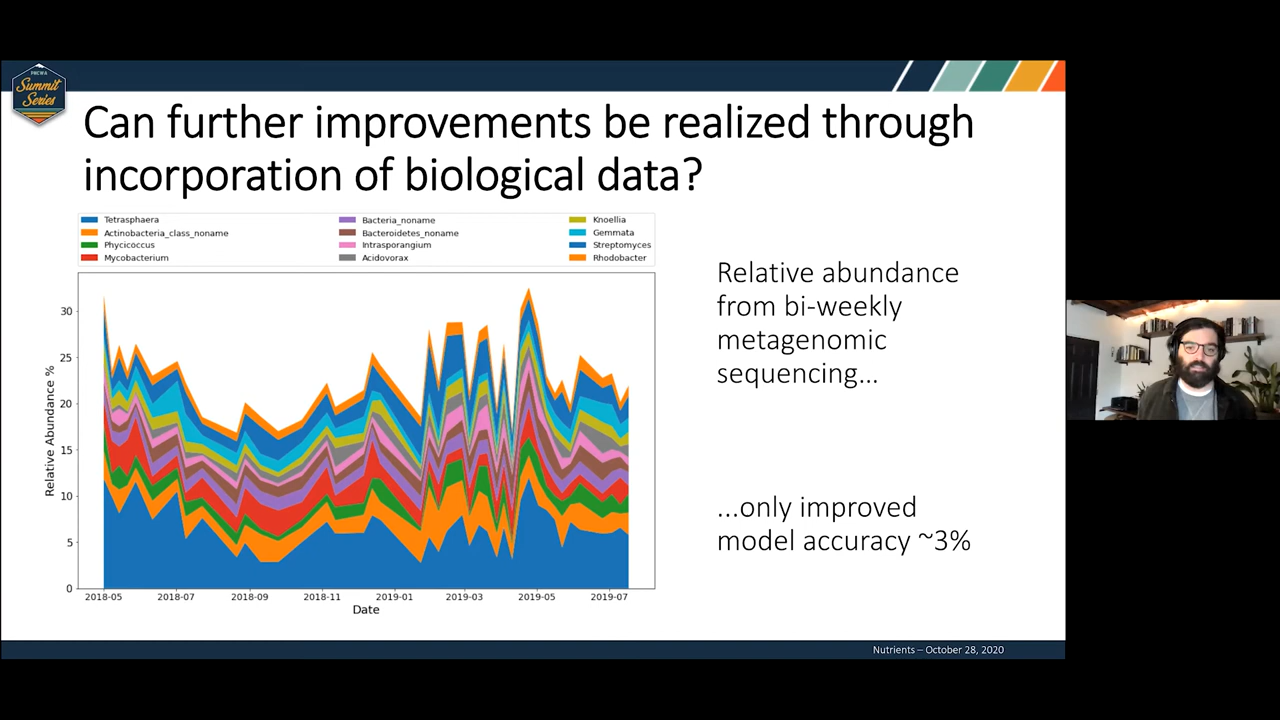 PNCWA
Summit
Series
Can further improvements be realized through
incorporation of biological data?
Tetrasphaera
Actinobacteria_class_noname
Phycicoccus
Mycobacterium
Bacteria_noname
Bacteroidetes_noname
Intrasporangium
Acidovorax
Knoellia
Gemmata
Streptomyces
Rhodobacter
Relative Abundance %
30
25
20
15
10
5
0
2018-05
2018-07
2018-09
2018-11
2019-01
2019-03
2019-05
2019-07
Date
Relative abundance
from bi-weekly
metagenomic
sequencing...
...only improved
model accuracy ~3%
Nutrients – October 28, 2020